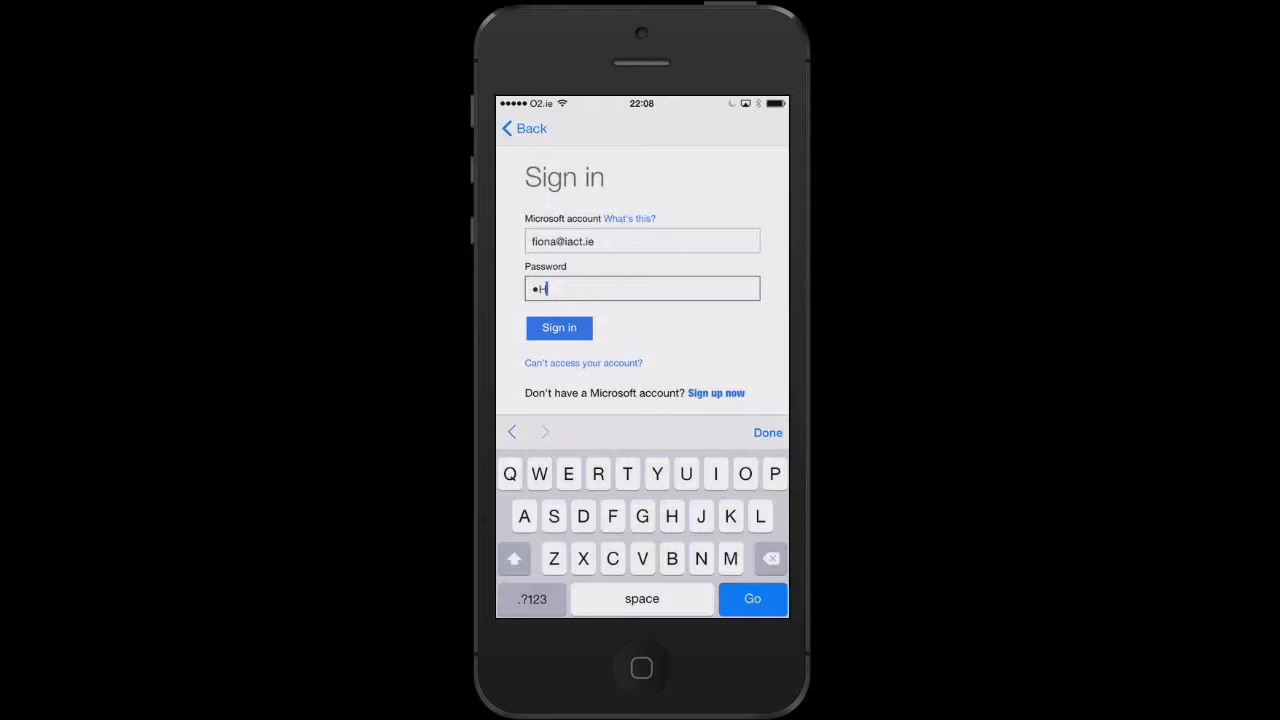 ●●●●● O2.ie 22:08
Back
Sign in
Microsoft account What's this?
fiona@iact.ie
Password
●H
Sign in
Can't access your account?
Don't have a Microsoft account? Sign up now
Done
Q W E R T Y U I O P
A S D F G H J K L
Z X C V B N M
.?123 space Go